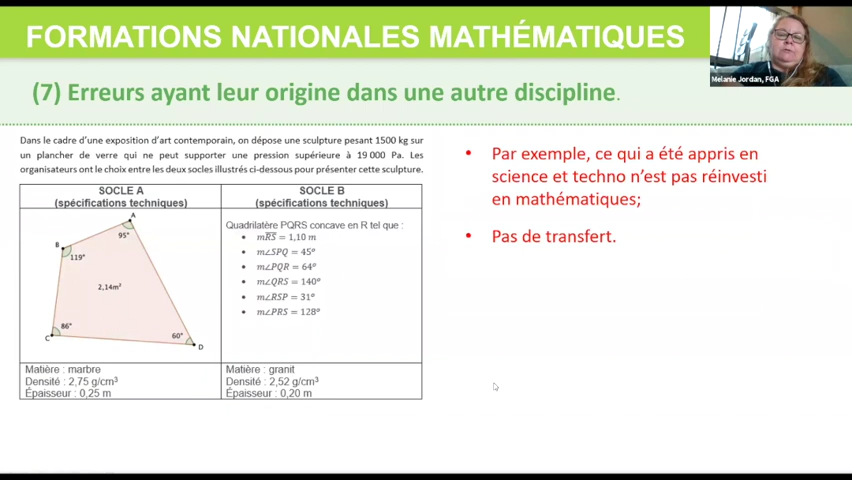 FORMATIONS NATIONALES MATHÉMATIQUES
Melanie Jordan, FGA
(7) Erreurs ayant leur origine dans une autre discipline.
Dans le cadre d'une exposition d'art contemporain, on dépose une sculpture pesant 1500 kg sur
un plancher de verre qui ne peut supporter une pression supérieure à 19 000 Pa. Les
organisateurs ont le choix entre les deux socles illustrés ci-dessous pour présenter cette sculpture.
SOCLE A
(spécifications techniques)
A
95°
B
119°
2,14m²
86°
C
60°
D
Matière : marbre
Densité : 2,75 g/cm³
Épaisseur : 0,25 m
SOCLE B
(spécifications techniques)
Quadrilatère PQRS concave en R tel que :
• mRS = 1,10 m
• m∠SPQ = 45°
• m∠PQR = 64°
• m∠QRS = 140°
• m∠RSP = 31°
• m∠PRS = 128°
Matière : granit
Densité : 2,52 g/cm³
Épaisseur : 0,20 m
• Par exemple, ce qui a été appris en
science et techno n'est pas réinvesti
en mathématiques;
• Pas de transfert.